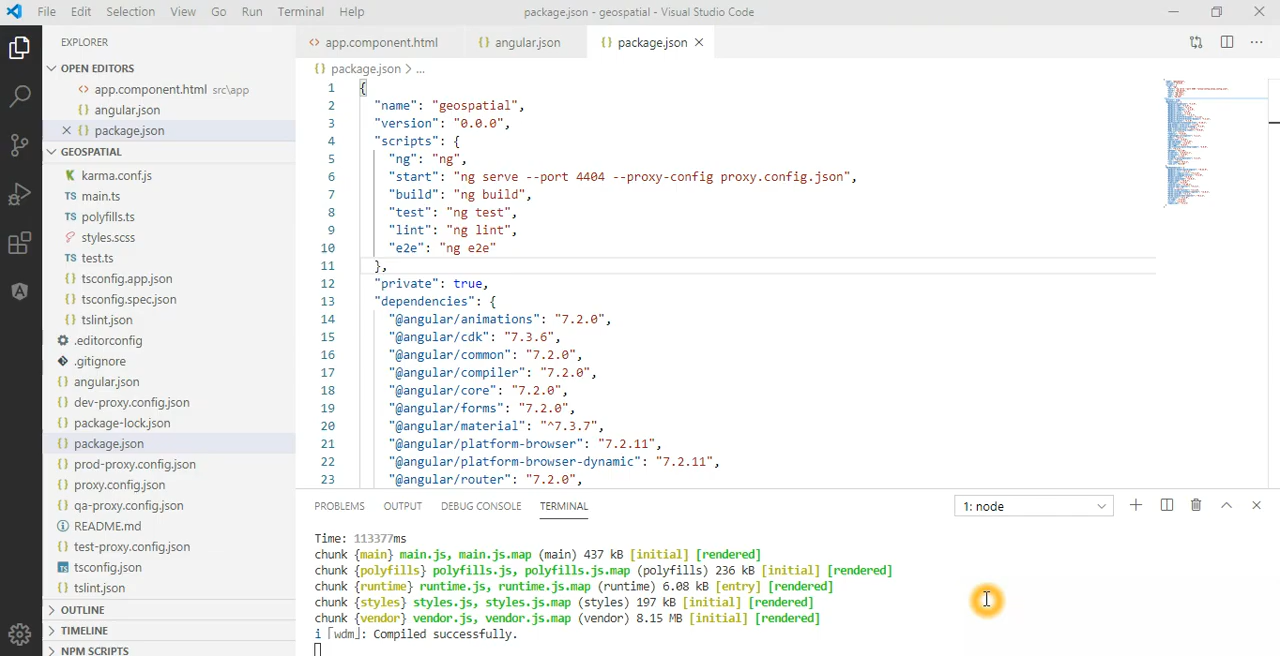 File Edit Selection View Go Run Terminal Help
package.json - geospatial - Visual Studio Code
EXPLORER
OPEN EDITORS
app.component.html src\app
angular.json
package.json
GEOSPATIAL
karma.conf.js
TS main.ts
TS polyfills.ts
styles.scss
TS test.ts
{} tsconfig.app.json
{} tsconfig.spec.json
{} tslint.json
.editorconfig
.gitignore
{} angular.json
{} dev-proxy.config.json
{} package-lock.json
{} package.json
{} prod-proxy.config.json
{} proxy.config.json
{} qa-proxy.config.json
README.md
{} test-proxy.config.json
tsconfig.json
{} tslint.json
OUTLINE
TIMELINE
NPM SCRIPTS
<> app.component.html
{} angular.json
{} package.json
{} package.json > ...
1 {
2 "name": "geospatial",
3 "version": "0.0.0",
4 "scripts": {
5 "ng": "ng",
6 "start": "ng serve --port 4404 --proxy-config proxy.config.json",
7 "build": "ng build",
8 "test": "ng test",
9 "lint": "ng lint",
10 "e2e": "ng e2e"
11 },
12 "private": true,
13 "dependencies": {
14 "@angular/animations": "7.2.0",
15 "@angular/cdk": "7.3.6",
16 "@angular/common": "7.2.0",
17 "@angular/compiler": "7.2.0",
18 "@angular/core": "7.2.0",
19 "@angular/forms": "7.2.0",
20 "@angular/material": "^7.3.7",
21 "@angular/platform-browser": "7.2.11",
22 "@angular/platform-browser-dynamic": "7.2.11",
23 "@angular/router": "7.2.0",
PROBLEMS OUTPUT DEBUG CONSOLE TERMINAL
1: node
Time: 113377ms
chunk {main} main.js, main.js.map (main) 437 kB [initial] [rendered]
chunk {polyfills} polyfills.js, polyfills.js.map (polyfills) 236 kB [initial] [rendered]
chunk {runtime} runtime.js, runtime.js.map (runtime) 6.08 kB [entry] [rendered]
chunk {styles} styles.js, styles.js.map (styles) 197 kB [initial] [rendered]
chunk {vendor} vendor.js, vendor.js.map (vendor) 8.15 MB [initial] [rendered]
i ｢wdm｣: Compiled successfully.